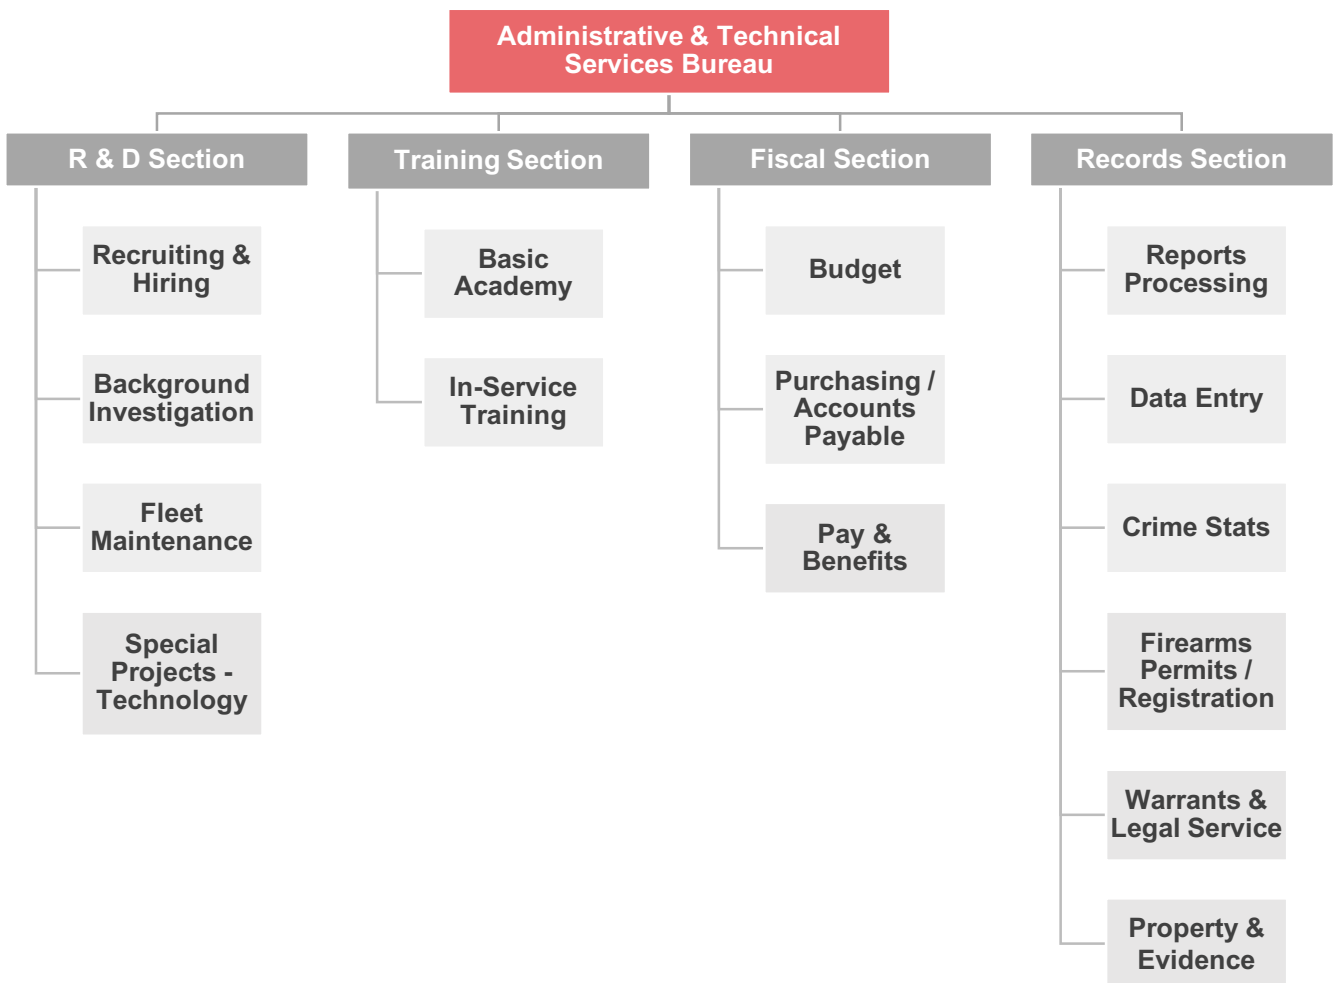 Administrative & Technical
Services Bureau
R & D Section
Training Section
Fiscal Section
Records Section
Recruiting &
Hiring
Background
Investigation
Fleet
Maintenance
Special
Projects -
Technology
Basic
Academy
In-Service
Training
Budget
Purchasing /
Accounts
Payable
Pay &
Benefits
Reports
Processing
Data Entry
Crime Stats
Firearms
Permits /
Registration
Warrants &
Legal Service
Property &
Evidence